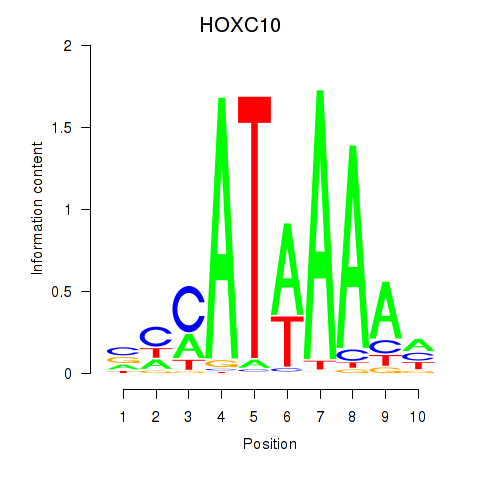 HOXC10
2
1.5
1
0.5
0
Information content
C C C A T A A A A A
G T A G A T T C C C
A A T C C C T T T
T G G G G G
1 2 3 4 5 6 7 8 9 10
Position